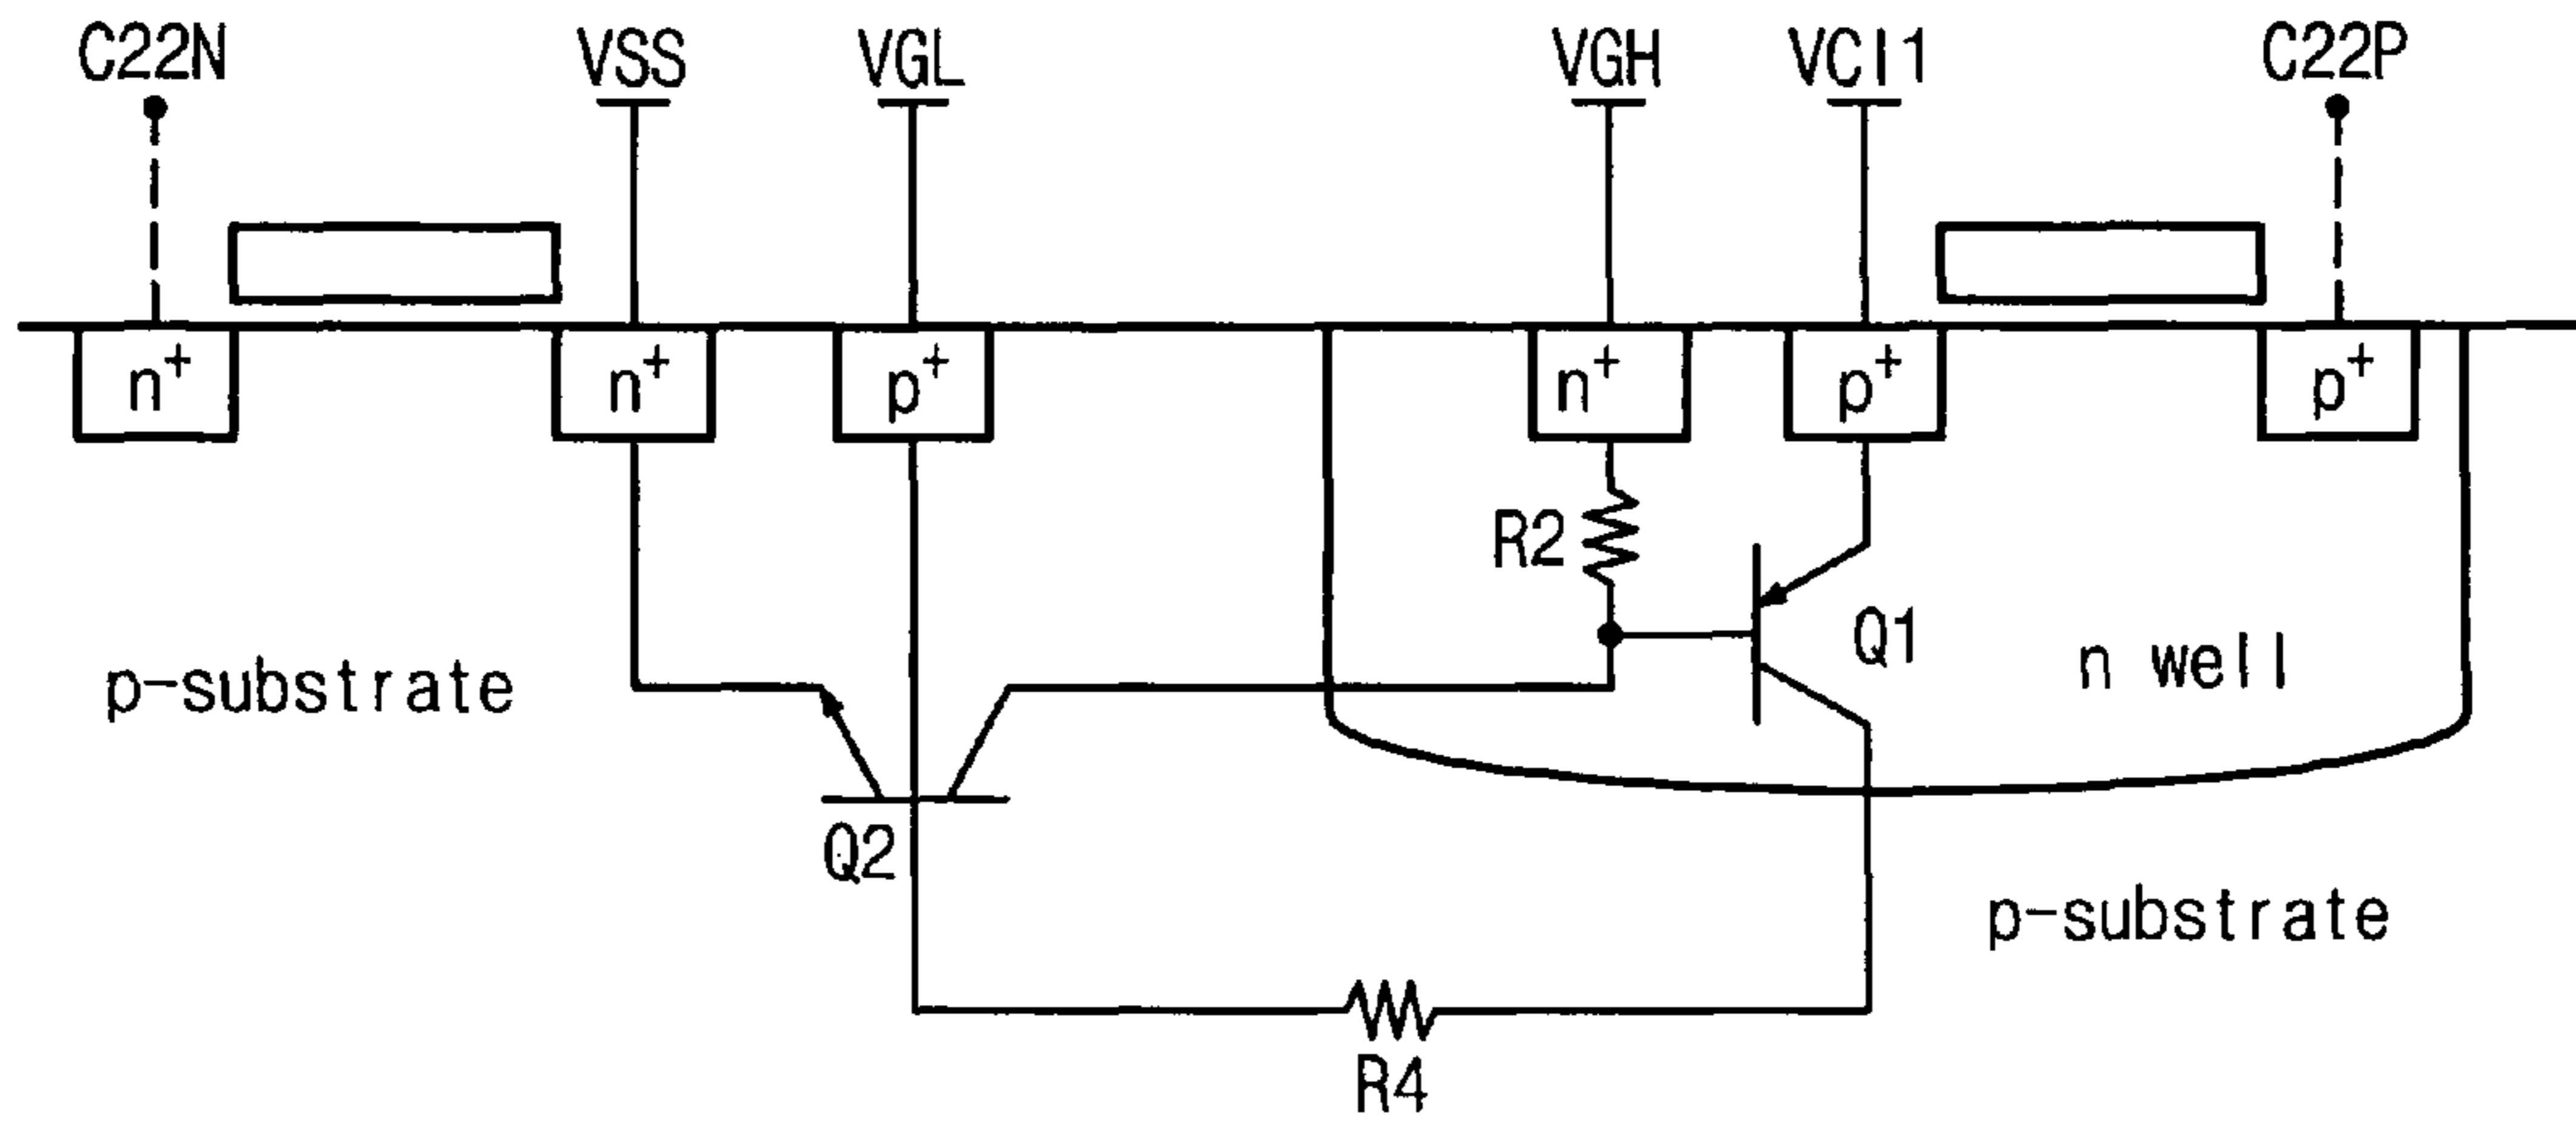 C22N VSS VGL VGH VCI1 C22P
n+ n+ p+ n+ p+ p+
R2
Q1
n well
p-substrate
Q2
p-substrate
R4